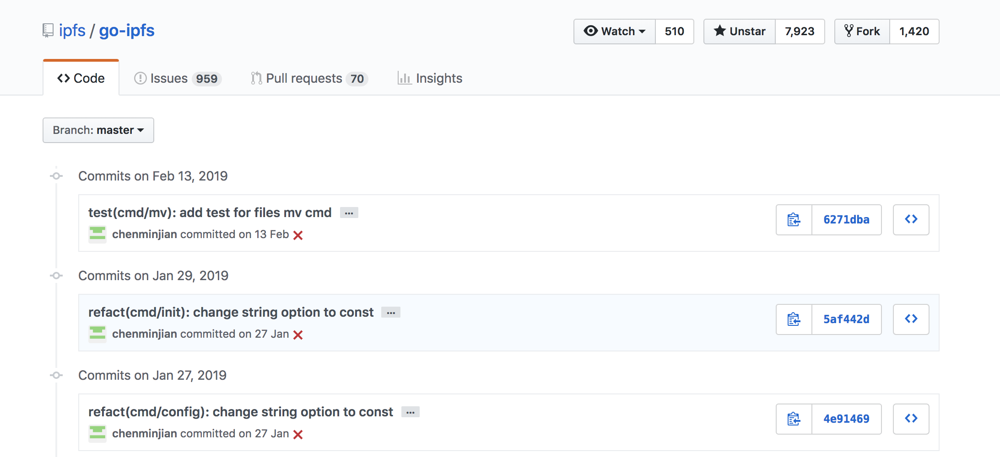 ipfs / go-ipfs
Watch 510 Unstar 7,923 Fork 1,420
Code Issues 959 Pull requests 70 Insights
Branch: master
Commits on Feb 13, 2019
test(cmd/mv): add test for files mv cmd ...
6271dba
chenminjian committed on 13 Feb
Commits on Jan 29, 2019
refact(cmd/init): change string option to const ...
5af442d
chenminjian committed on 27 Jan
Commits on Jan 27, 2019
refact(cmd/config): change string option to const ...
4e91469
chenminjian committed on 27 Jan